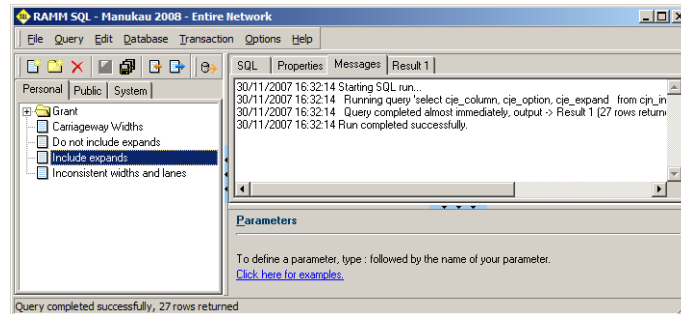 RAMM SQL - Manukau 2008 - Entire Network
File Query Edit Database Transaction Options Help
Personal Public System
Grant
Carriageway Widths
Do not include expands
Include expands
Inconsistent widths and lanes
SQL Properties Messages Result 1
30/11/2007 16:32:14 Starting SQL run...
30/11/2007 16:32:14 Running query 'select cje_column, cje_option, cje_expand from cjn_in
30/11/2007 16:32:14 Query completed almost immediately, output -> Result 1 (27 rows return
30/11/2007 16:32:14 Run completed successfully.
Parameters
To define a parameter, type : followed by the name of your parameter.
Click here for examples.
Query completed successfully, 27 rows returned